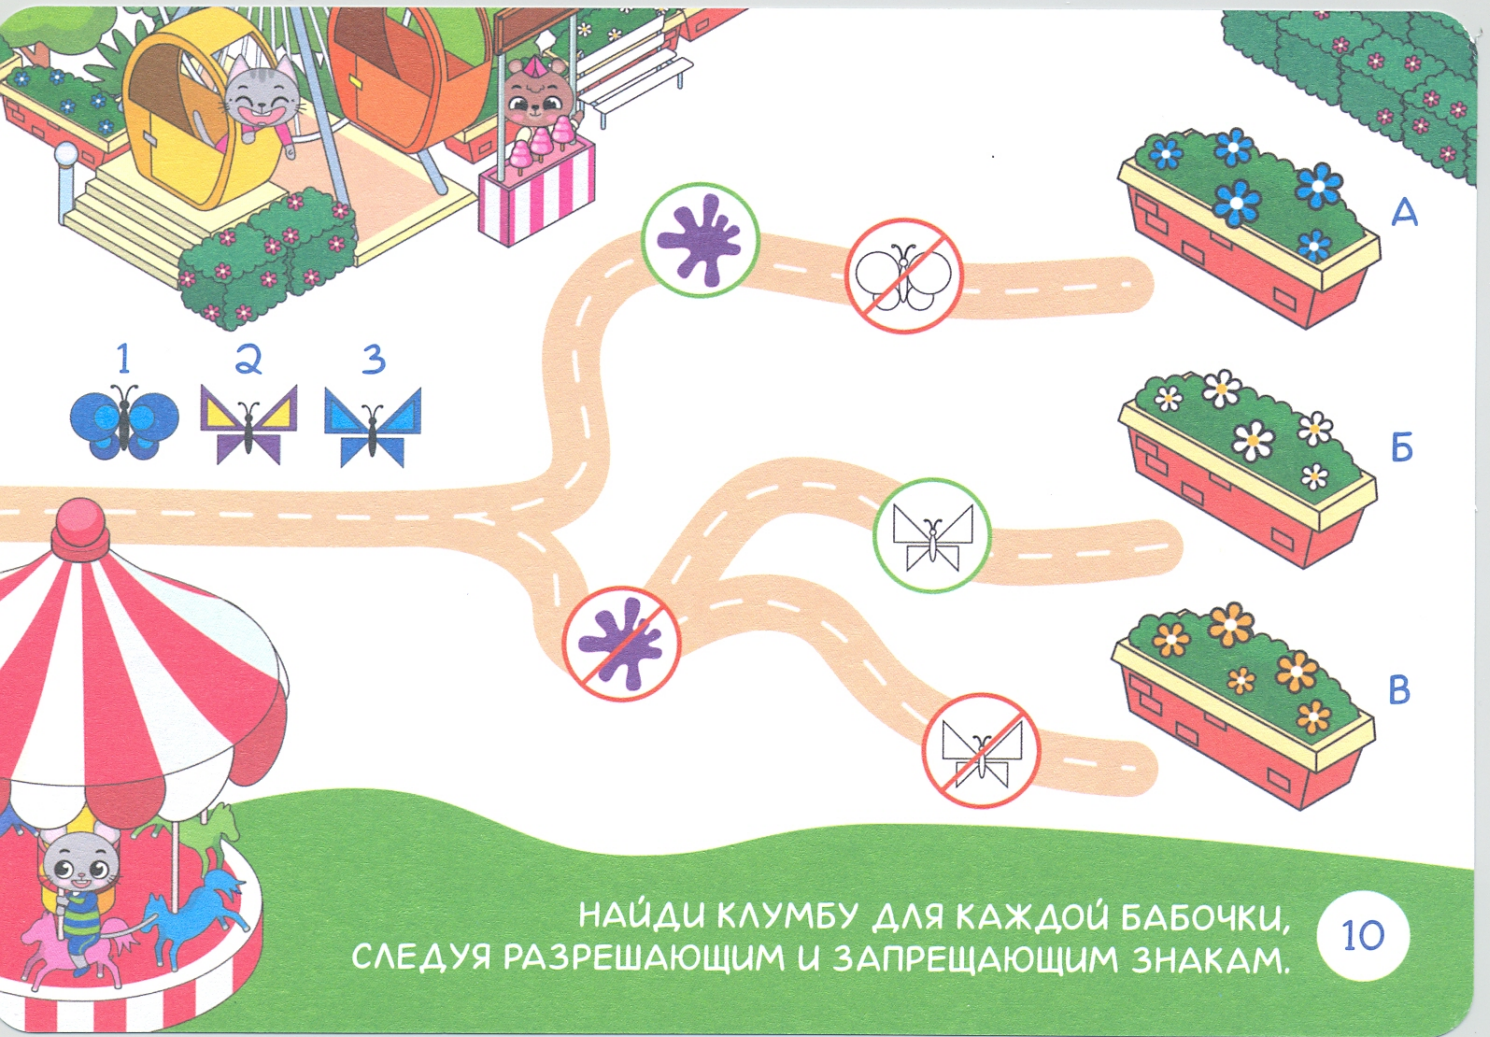 1 2 3
А
Б
В
НАЙДИ КЛУМБУ ДЛЯ КАЖДОЙ БАБОЧКИ,
СЛЕДУЯ РАЗРЕШАЮЩИМ И ЗАПРЕЩАЮЩИМ ЗНАКАМ.
10